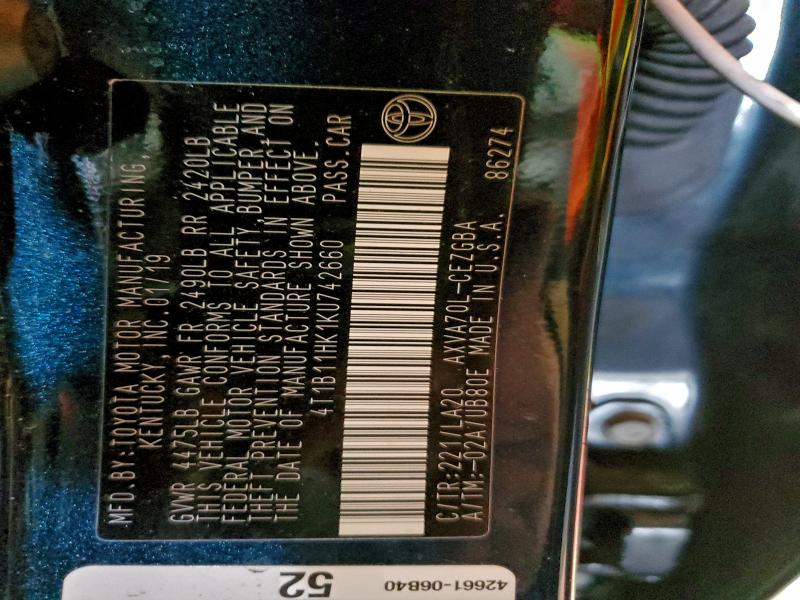 MFD.BY:TOYOTA MOTOR MANUFACTURING,
KENTUCKY, INC.01/19
GVWR 4475LB GAWR FR 2490LB RR 2420LB
THIS VEHICLE CONFORMS TO ALL APPLICABLE
FEDERAL MOTOR VEHICLE SAFETY,BUMPER,AND
THEFT PREVENTION STANDARDS IN EFFECT ON
THE DATE OF MANUFACTURE SHOWN ABOVE.
4T1B11HK1KU742660 PASS.CAR
C/TR:221/LA20 AXVA70L-CEZGBA
A/TM:-02A/UB80E MADE IN U.S.A. 86274
52
42661-06B40